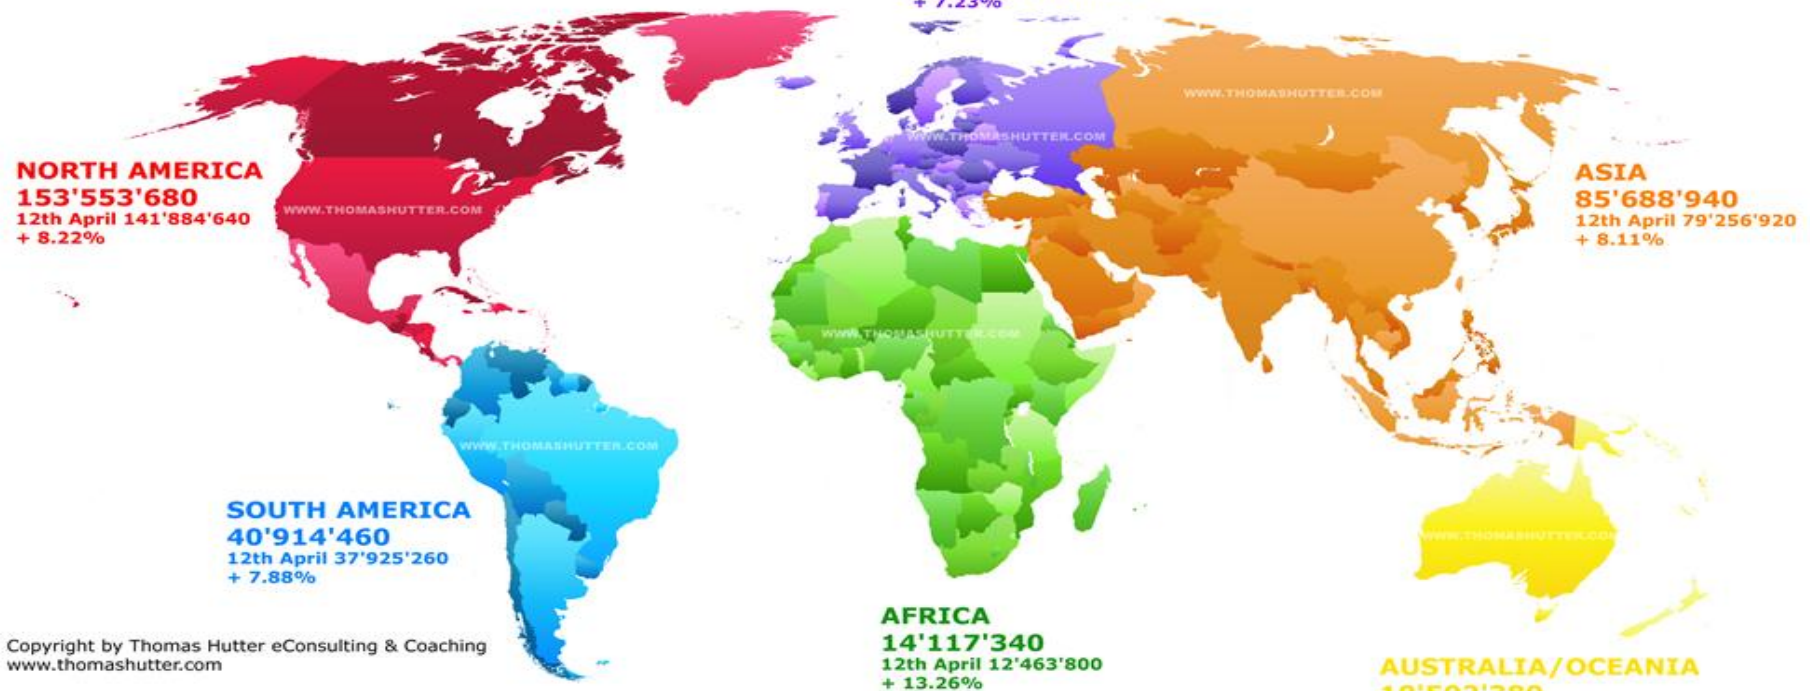 + 7.23%
WWW.THOMASHUTTER.COM
WWW.THOMASHUTTER.COM
NORTH AMERICA
153'553'680
12th April 141'884'640
+ 8.22%
WWW.THOMASHUTTER.COM
ASIA
85'688'940
12th April 79'256'920
+ 8.11%
WWW.THOMASHUTTER.COM
WWW.THOMASHUTTER.COM
SOUTH AMERICA
40'914'460
12th April 37'925'260
+ 7.88%
WWW.THOMASHUTTER.COM
AFRICA
14'117'340
12th April 12'463'800
+ 13.26%
Copyright by Thomas Hutter eConsulting & Coaching
www.thomashutter.com
AUSTRALIA/OCEANIA